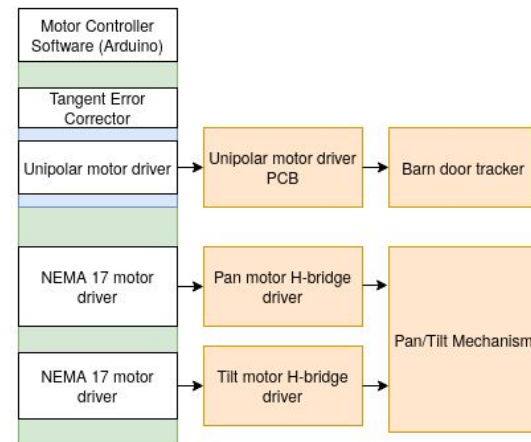 Motor Controller
Software (Arduino)
Tangent Error
Corrector
Unipolar motor driver
Unipolar motor driver
PCB
Barn door tracker
NEMA 17 motor
driver
Pan motor H-bridge
driver
Pan/Tilt Mechanism
NEMA 17 motor
driver
Tilt motor H-bridge
driver